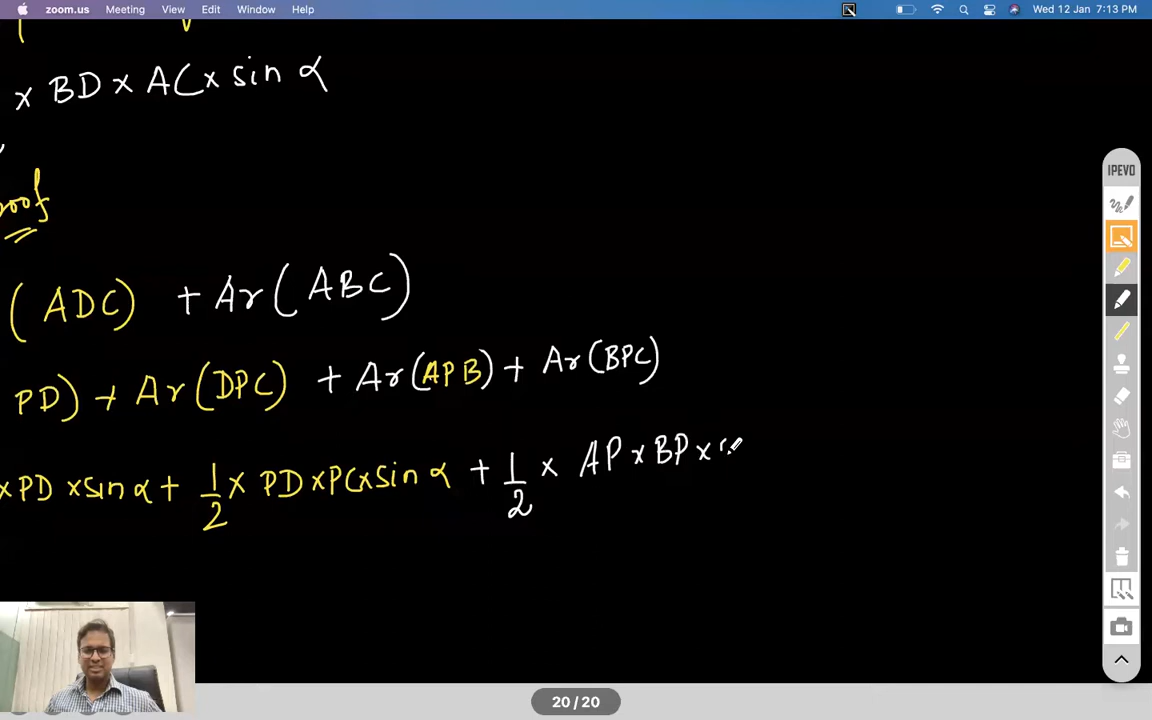 zoom.us Meeting View Edit Window Help Wed 12 Jan 7:13 PM
× BD × AC × sin α
roof
(ADC) + Ar(ABC)
PD) + Ar(DPC) + Ar(APB) + Ar(BPC)
× PD × sin α + 1/2 × PD × PC × sin α + 1/2 × AP × BP ×
IPEVO
20 / 20